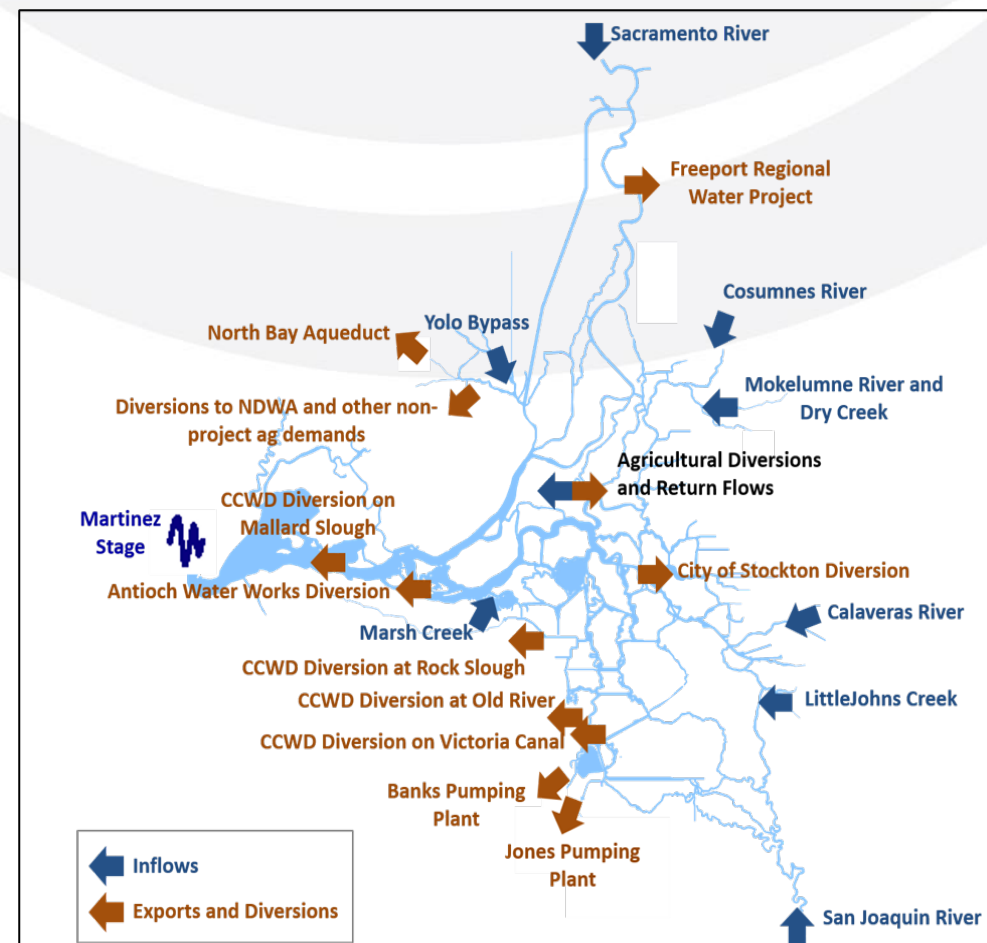 Sacramento River
Freeport Regional
Water Project
Cosumnes River
North Bay Aqueduct
Yolo Bypass
Mokelumne River and
Dry Creek
Diversions to NDWA and other non-
project ag demands
Agricultural Diversions
and Return Flows
CCWD Diversion on
Mallard Slough
Martinez
Stage
City of Stockton Diversion
Antioch Water Works Diversion
Calaveras River
Marsh Creek
CCWD Diversion at Rock Slough
CCWD Diversion at Old River
LittleJohns Creek
CCWD Diversion on Victoria Canal
Banks Pumping
Plant
Jones Pumping
Plant
Inflows
Exports and Diversions
San Joaquin River